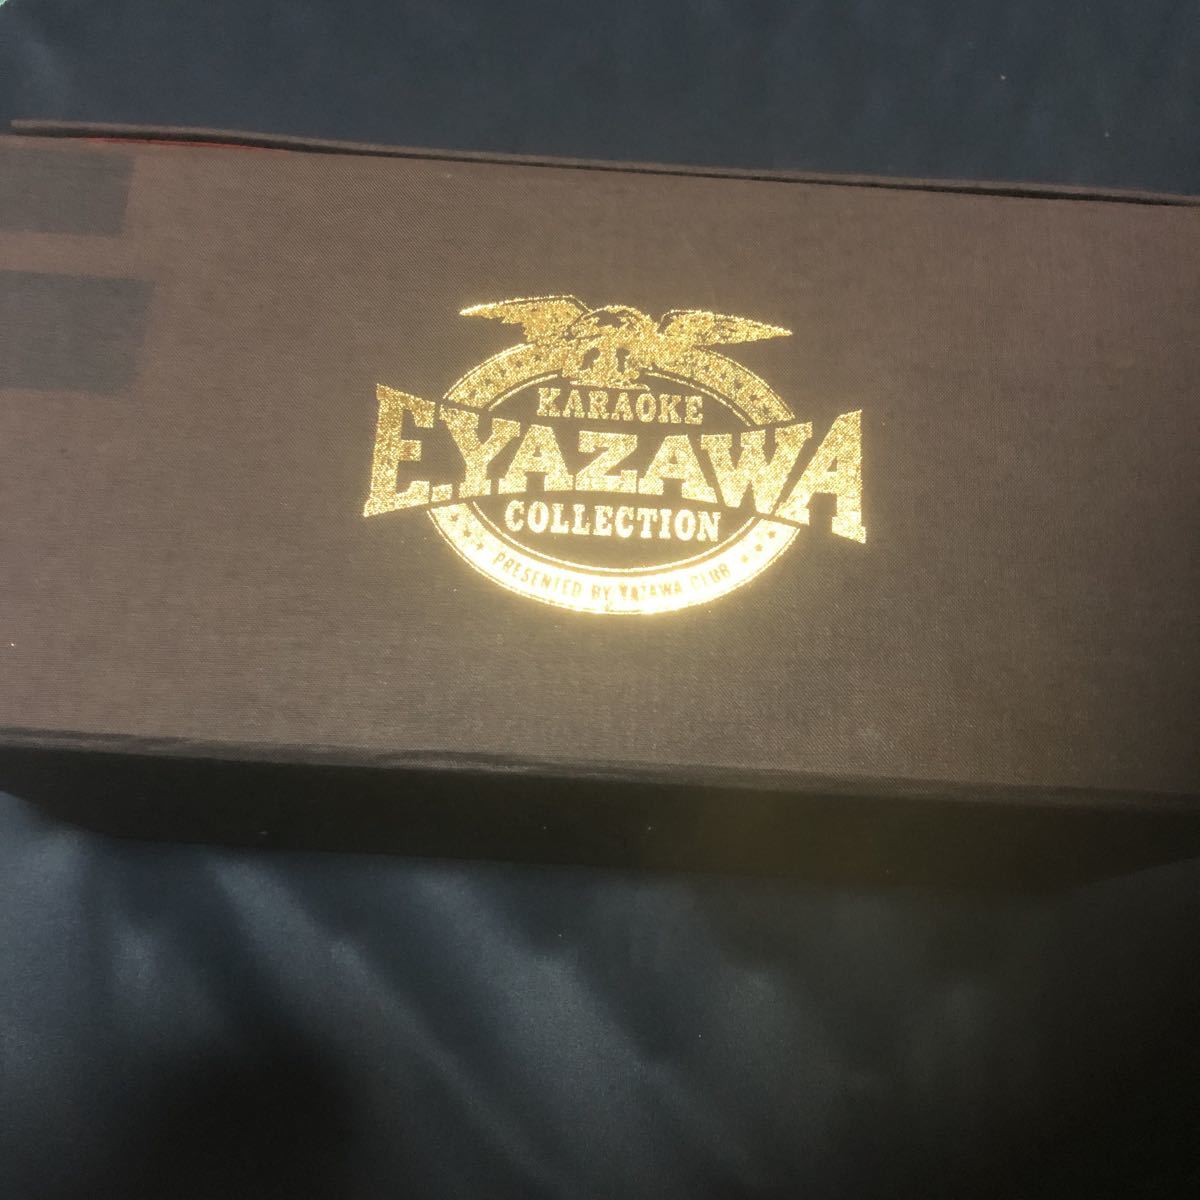 KARAOKE
E.YAZAWA
COLLECTION
★★★ PRESENTED BY YAZAWA CLUB ★★★